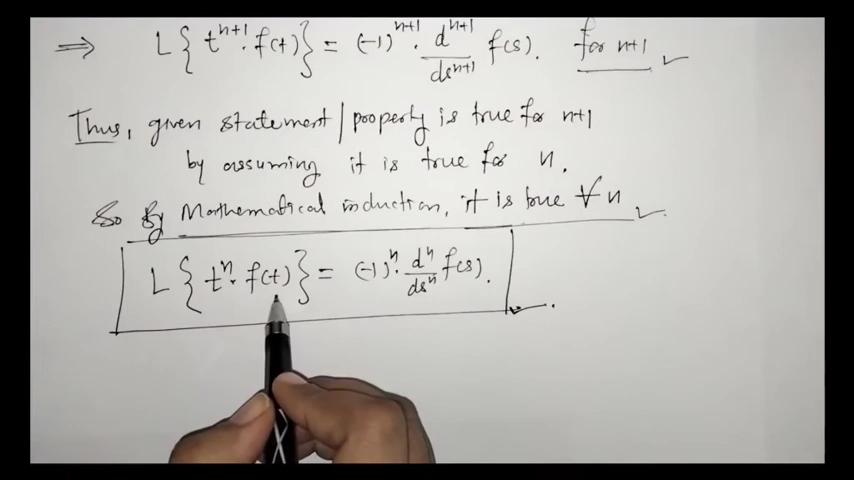 ⇒ L{t^{n+1}. f(t)} = (-1)^{n+1} . d^{n+1}/ds^{n+1} f(s). for n+1 ✓
Thus, given statement/property is true for n+1
by assuming it is true for n.
So By Mathematical induction, it is true ∀ n ✓
L{t^n. f(t)} = (-1)^n. d^n/ds^n f(s).